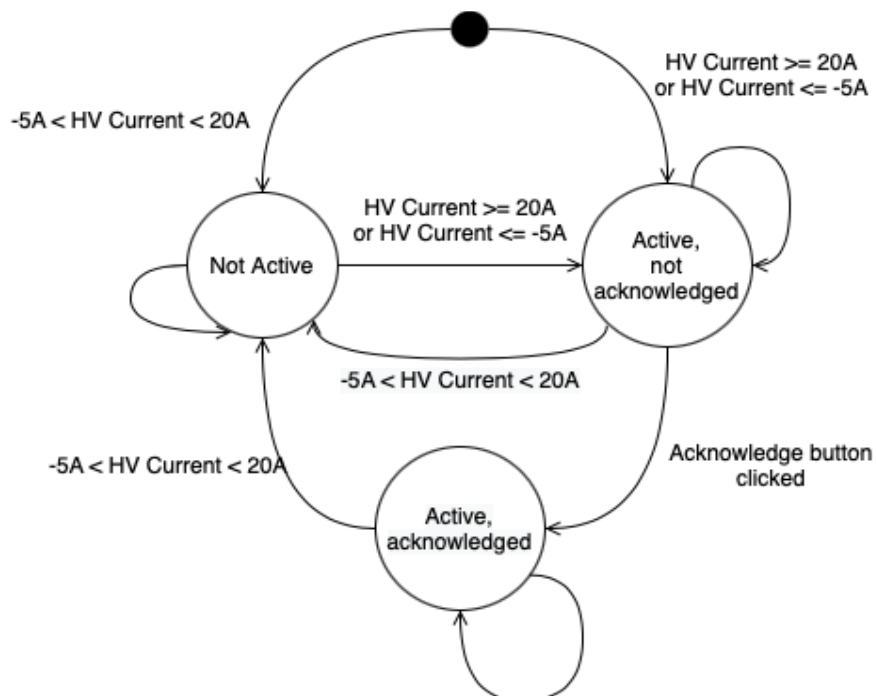 HV Current >= 20A
or HV Current <= -5A
-5A < HV Current < 20A
HV Current >= 20A
or HV Current <= -5A
Not Active
Active,
not
acknowledged
-5A < HV Current < 20A
-5A < HV Current < 20A
Acknowledge button
clicked
Active,
acknowledged